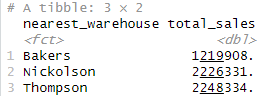 # A tibble: 3 × 2
nearest_warehouse total_sales
<fct> <dbl>
1 Bakers 1219908.
2 Nickolson 2226331.
3 Thompson 2248334.